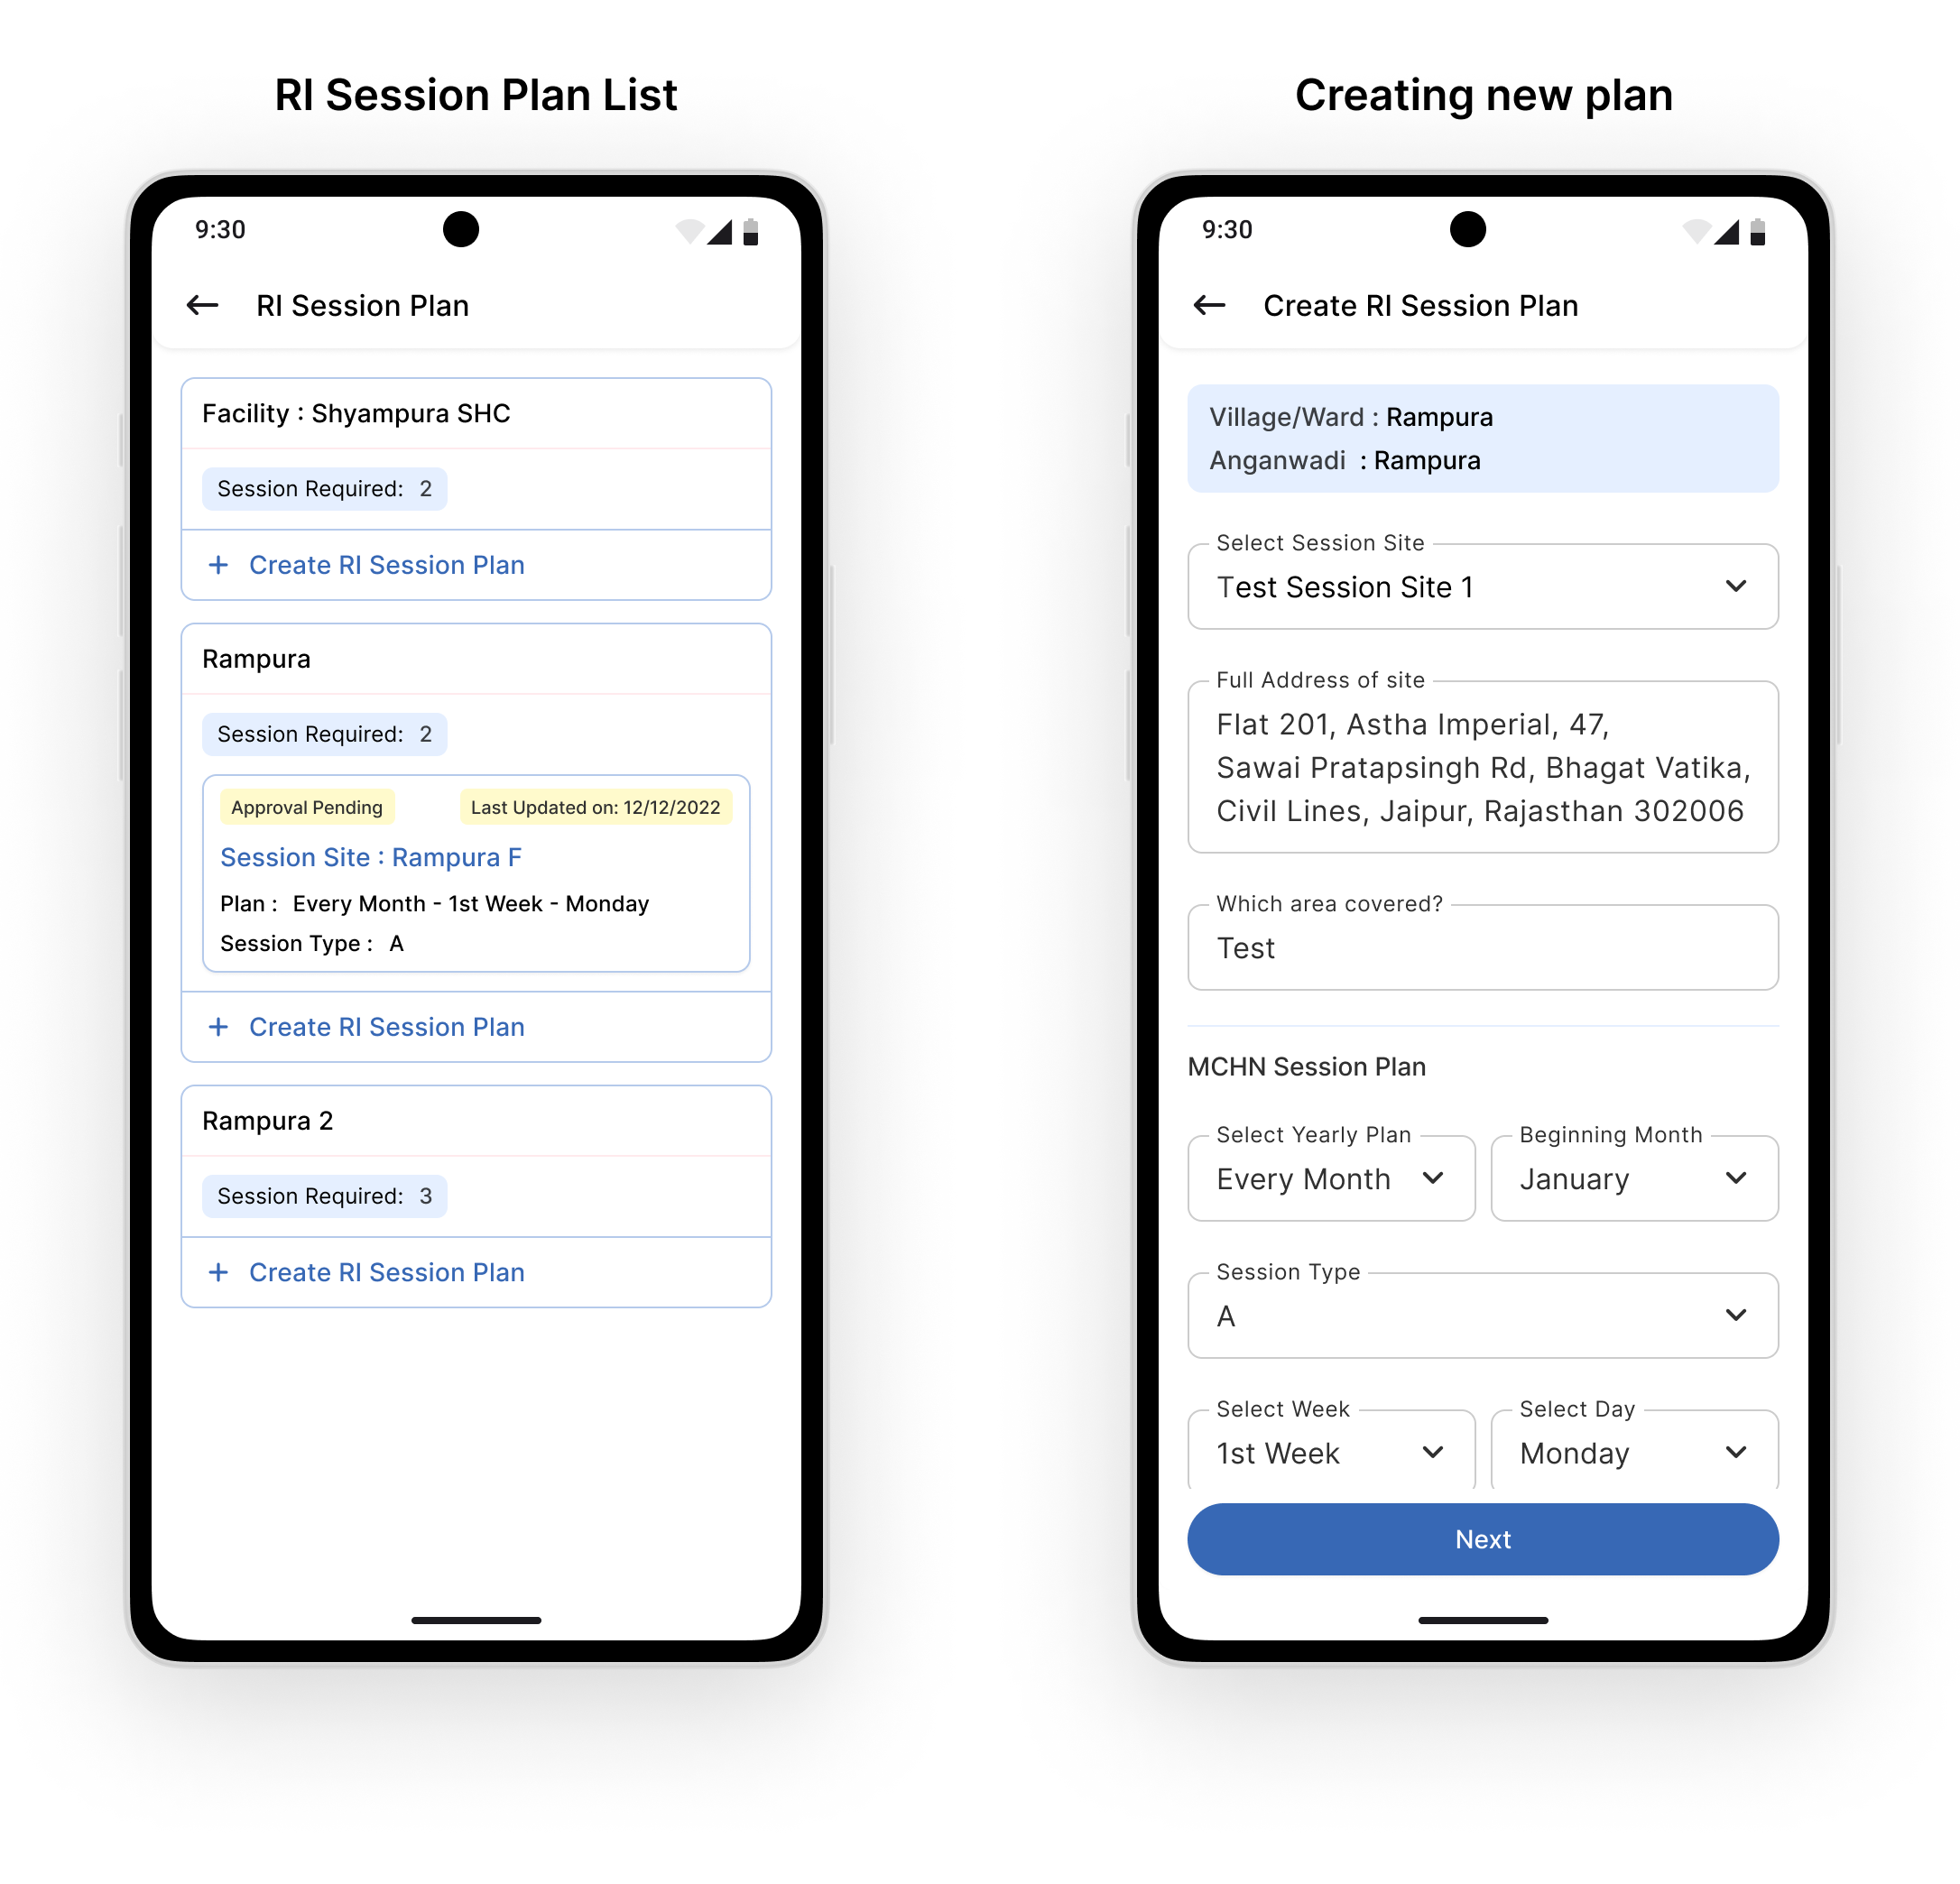 RI Session Plan List
9:30
RI Session Plan
Facility : Shyampura SHC
Session Required: 2
+ Create RI Session Plan
Rampura
Session Required: 2
Approval Pending
Last Updated on: 12/12/2022
Session Site : Rampura F
Plan : Every Month - 1st Week - Monday
Session Type : A
+ Create RI Session Plan
Rampura 2
Session Required: 3
+ Create RI Session Plan
Creating new plan
9:30
Create RI Session Plan
Village/Ward : Rampura
Anganwadi : Rampura
Select Session Site
Test Session Site 1
Full Address of site
Flat 201, Astha Imperial, 47,
Sawai Pratapsingh Rd, Bhagat Vatika,
Civil Lines, Jaipur, Rajasthan 302006
Which area covered?
Test
MCHN Session Plan
Select Yearly Plan
Every Month
Beginning Month
January
Session Type
A
Select Week
1st Week
Select Day
Monday
Next